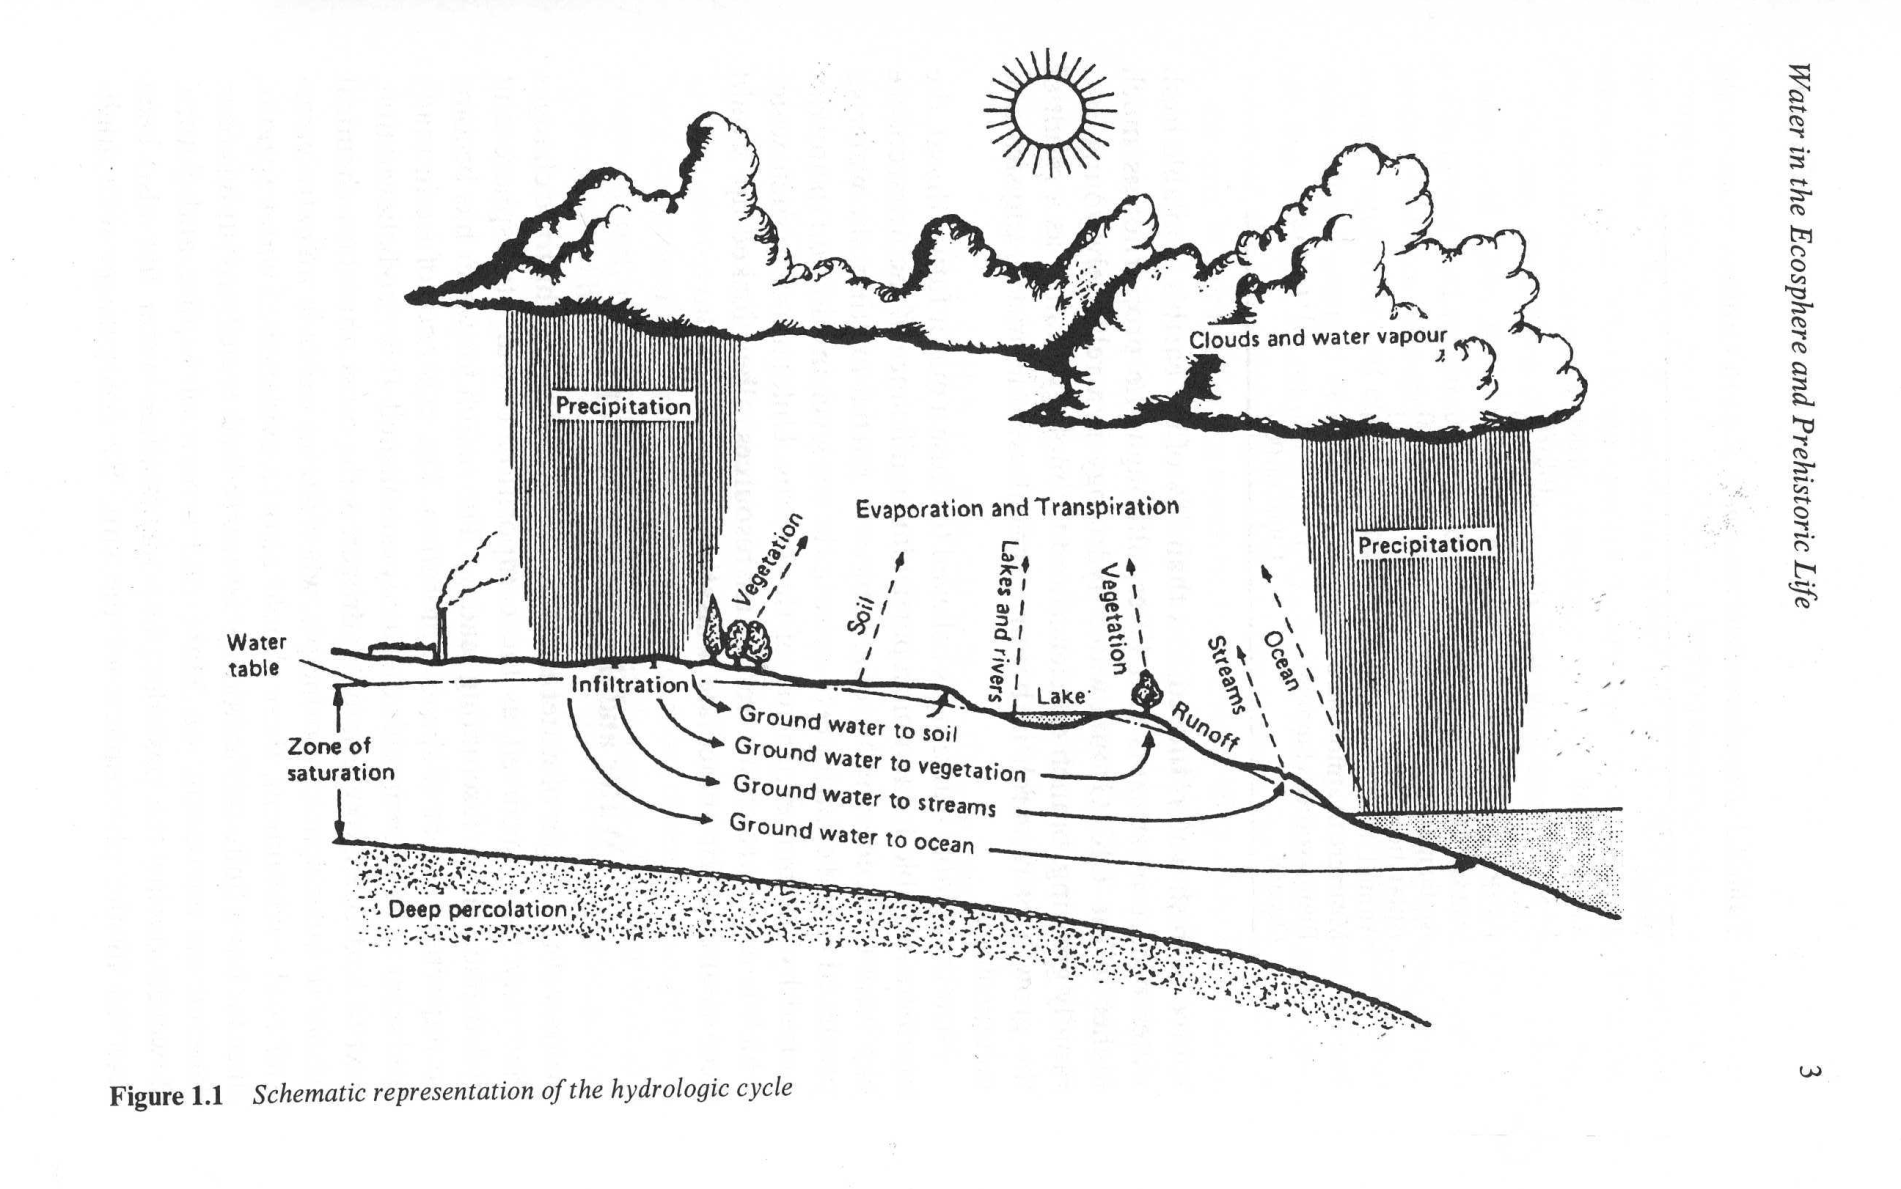 Water in the Ecosphere and Prehistoric Life
3
Clouds and water vapour
Precipitation
Evaporation and Transpiration
Precipitation
Vegetation
Soil
Lakes and rivers
Vegetation
Streams
Ocean
Water
table
Infiltration
Lake
Runoff
Ground water to soil
Zone of
saturation
Ground water to vegetation
Ground water to streams
Ground water to ocean
Deep percolation
Figure 1.1 Schematic representation of the hydrologic cycle